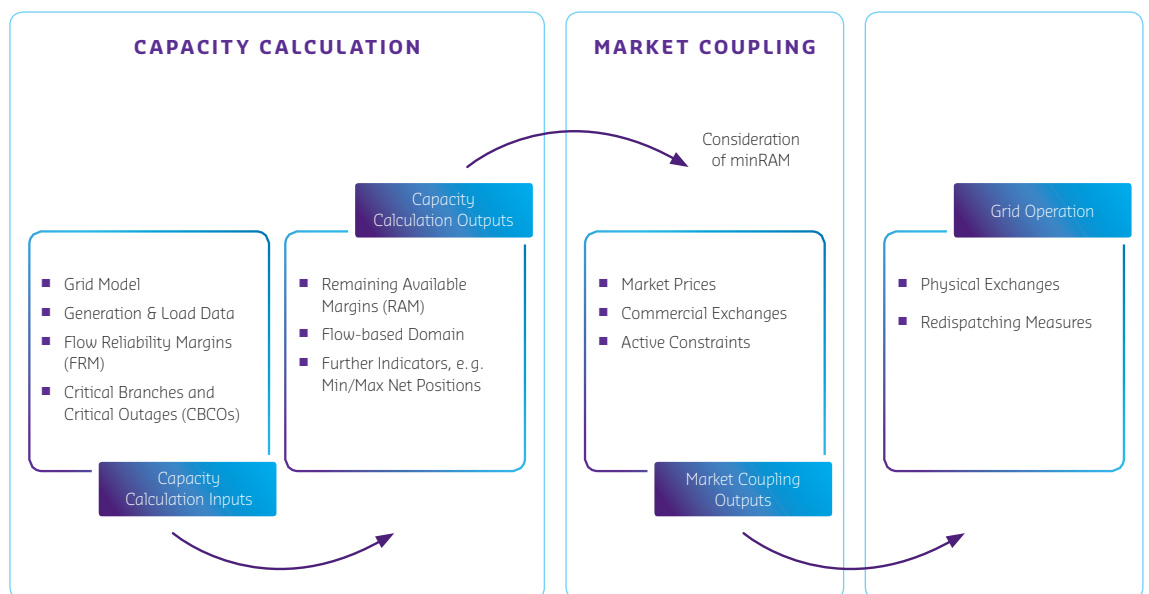 CAPACITY CALCULATION
Grid Model
Generation & Load Data
Flow Reliability Margins
(FRM)
Critical Branches and
Critical Outages (CBCOs)
Capacity
Calculation Inputs
Capacity
Calculation Outputs
Remaining Available
Margins (RAM)
Flow-based Domain
Further Indicators, e. g.
Min/Max Net Positions
MARKET COUPLING
Consideration
of minRAM
Market Prices
Commercial Exchanges
Active Constraints
Market Coupling
Outputs
Grid Operation
Physical Exchanges
Redispatching Measures